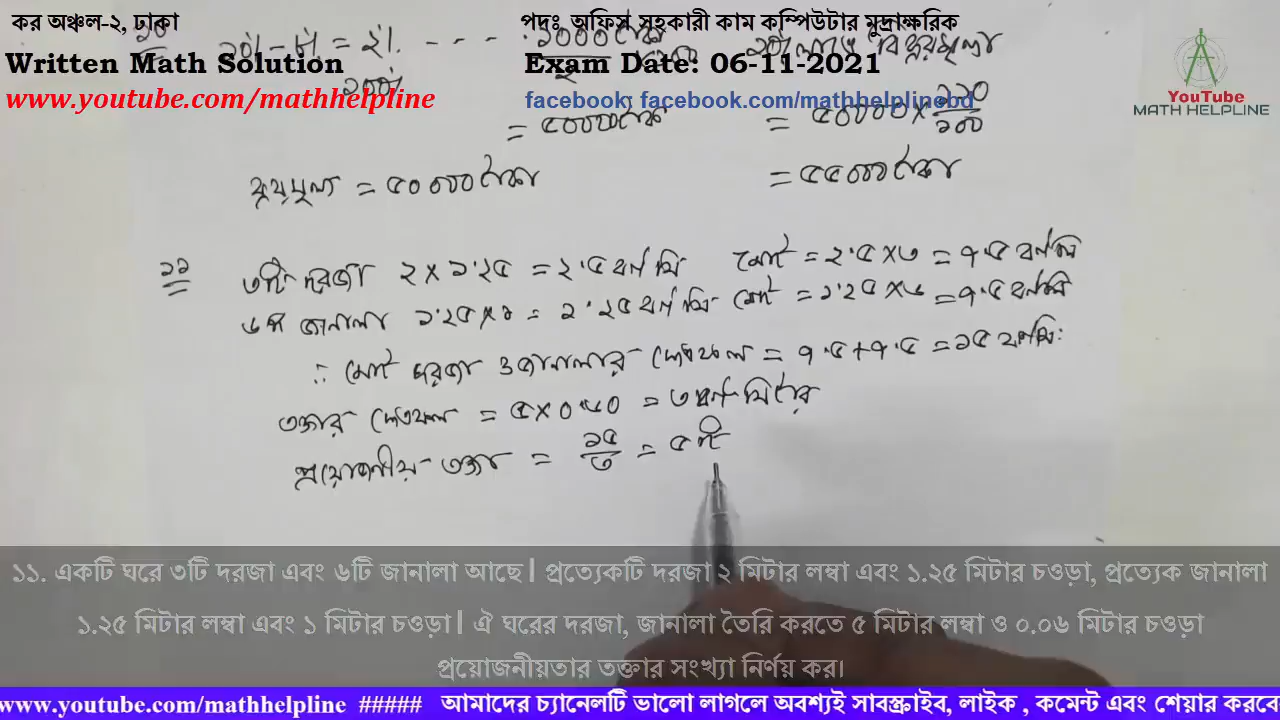 কর অঞ্চল-২, ঢাকা
পদঃ অফিস সহকারী কাম কম্পিউটার মুদ্রাক্ষরিক
Written Math Solution
Exam Date: 06-11-2021
www.youtube.com/mathhelpline
facebook: facebook.com/mathhelplinebd
YouTube
MATH HELPLINE
১০% - ৮% = ২%
১০০%
১০% লাভে বিক্রয়মূল্য
= ৫০০০০ টাকা
= ৫০০০০ × ১১০/১০০
ক্রয়মূল্য = ৫০০০০ টাকা
= ৫৫০০০ টাকা
১১ ৩টি দরজা ২ × ১.২৫ = ২.৫ বর্গ মি মোট = ২.৫ × ৩ = ৭.৫ বর্গমি
৬টি জানালা ১.২৫ × ১ = ১.২৫ বর্গ মি মোট = ১.২৫ × ৬ = ৭.৫ বর্গমি
∴ মোট দরজা ও জানালার ক্ষেত্রফল = ৭.৫ + ৭.৫ = ১৫ বর্গমিঃ
তক্তার ক্ষেত্রফল = ৫ × ০.৬০ = ৩ বর্গ মিটার
প্রয়োজনীয় তক্তা = ১৫/৩ = ৫ টি
১১. একটি ঘরে ৩টি দরজা এবং ৬টি জানালা আছে। প্রত্যেকটি দরজা ২ মিটার লম্বা এবং ১.২৫ মিটার চওড়া, প্রত্যেক জানালা
১.২৫ মিটার লম্বা এবং ১ মিটার চওড়া। ঐ ঘরের দরজা, জানালা তৈরি করতে ৫ মিটার লম্বা ও ০.০৬ মিটার চওড়া
প্রয়োজনীয়তার তক্তার সংখ্যা নির্ণয় কর।
www.youtube.com/mathhelpline ##### আমাদের চ্যানেলটি ভালো লাগলে অবশ্যই সাবস্ক্রাইব, লাইক , কমেন্ট এবং শেয়ার করবে